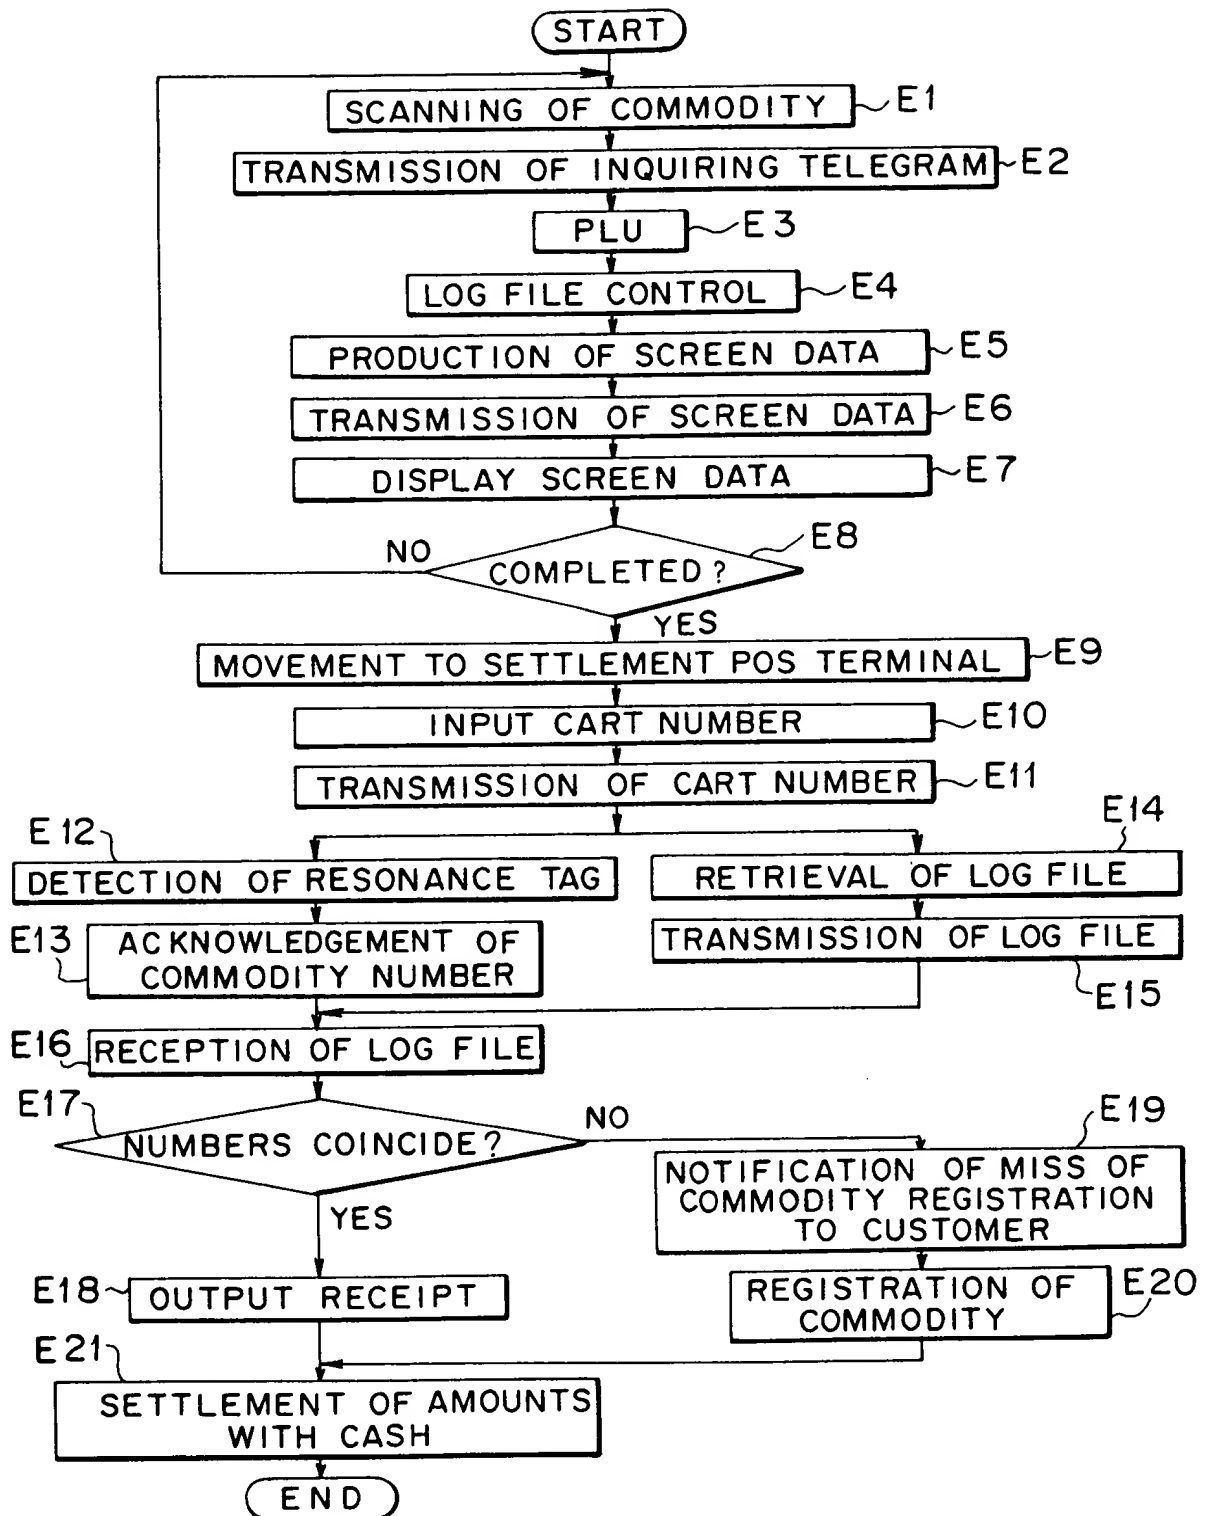 START
SCANNING OF COMMODITY
E1
TRANSMISSION OF INQUIRING TELEGRAM
E2
PLU
E3
LOG FILE CONTROL
E4
PRODUCTION OF SCREEN DATA
E5
TRANSMISSION OF SCREEN DATA
E6
DISPLAY SCREEN DATA
E7
NO
COMPLETED?
E8
YES
MOVEMENT TO SETTLEMENT POS TERMINAL
E9
INPUT CART NUMBER
E10
TRANSMISSION OF CART NUMBER
E11
E12
DETECTION OF RESONANCE TAG
E14
RETRIEVAL OF LOG FILE
E13
ACKNOWLEDGEMENT OF
COMMODITY NUMBER
TRANSMISSION OF LOG FILE
E15
E16
RECEPTION OF LOG FILE
E17
NUMBERS COINCIDE?
NO
YES
E19
NOTIFICATION OF MISS OF
COMMODITY REGISTRATION
TO CUSTOMER
E18
OUTPUT RECEIPT
REGISTRATION OF
COMMODITY
E20
E21
SETTLEMENT OF AMOUNTS
WITH CASH
END